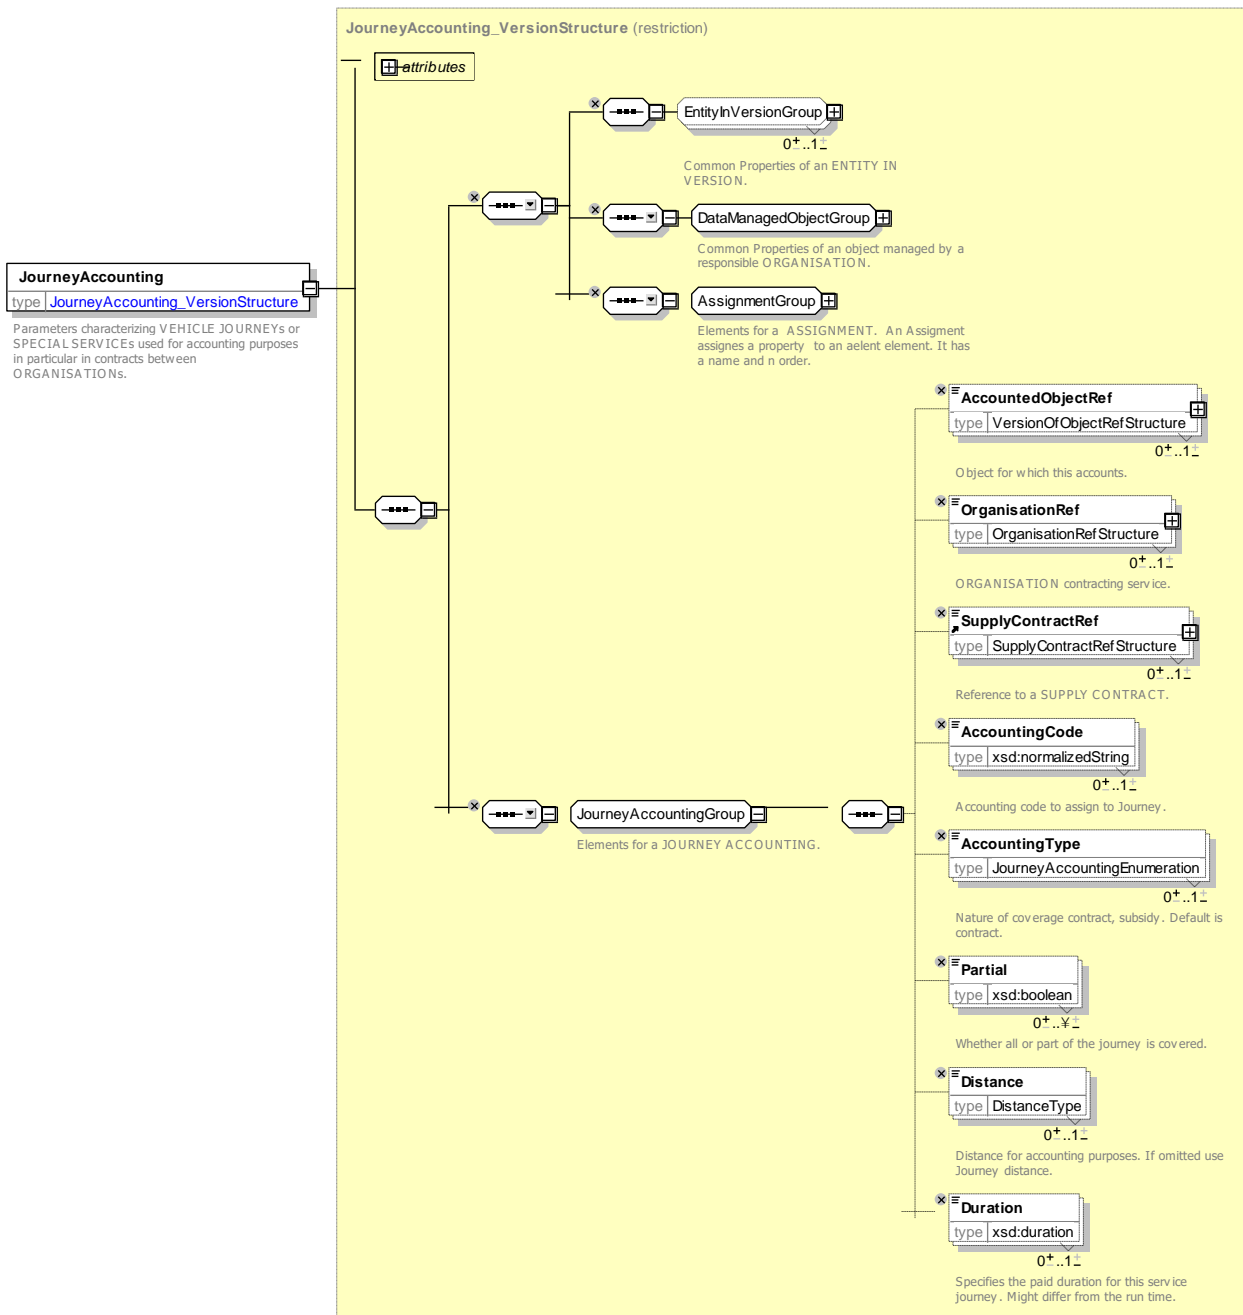 JourneyAccounting_VersionStructure (restriction)
attributes
EntityInVersionGroup
0..1
Common Properties of an ENTITY IN
VERSION.
DataManagedObjectGroup
Common Properties of an object managed by a
responsible ORGANISATION.
JourneyAccounting
type JourneyAccounting_VersionStructure
Parameters characterizing VEHICLE JOURNEYs or
SPECIAL SERVICEs used for accounting purposes
in particular in contracts between
ORGANISATIONs.
AssignmentGroup
Elements for a ASSIGNMENT. An Assigment
assignes a property to an aelent element. It has
a name and n order.
AccountedObjectRef
type VersionOfObjectRefStructure
0..1
Object for which this accounts.
OrganisationRef
type OrganisationRefStructure
0..1
ORGANISATION contracting service.
SupplyContractRef
type SupplyContractRefStructure
0..1
Reference to a SUPPLY CONTRACT.
AccountingCode
type xsd:normalizedString
0..1
Accounting code to assign to Journey.
JourneyAccountingGroup
Elements for a JOURNEY ACCOUNTING.
AccountingType
type JourneyAccountingEnumeration
0..1
Nature of coverage contract, subsidy. Default is
contract.
Partial
type xsd:boolean
0..¥
Whether all or part of the journey is covered.
Distance
type DistanceType
0..1
Distance for accounting purposes. If omitted use
Journey distance.
Duration
type xsd:duration
0..1
Specifies the paid duration for this service
journey. Might differ from the run time.